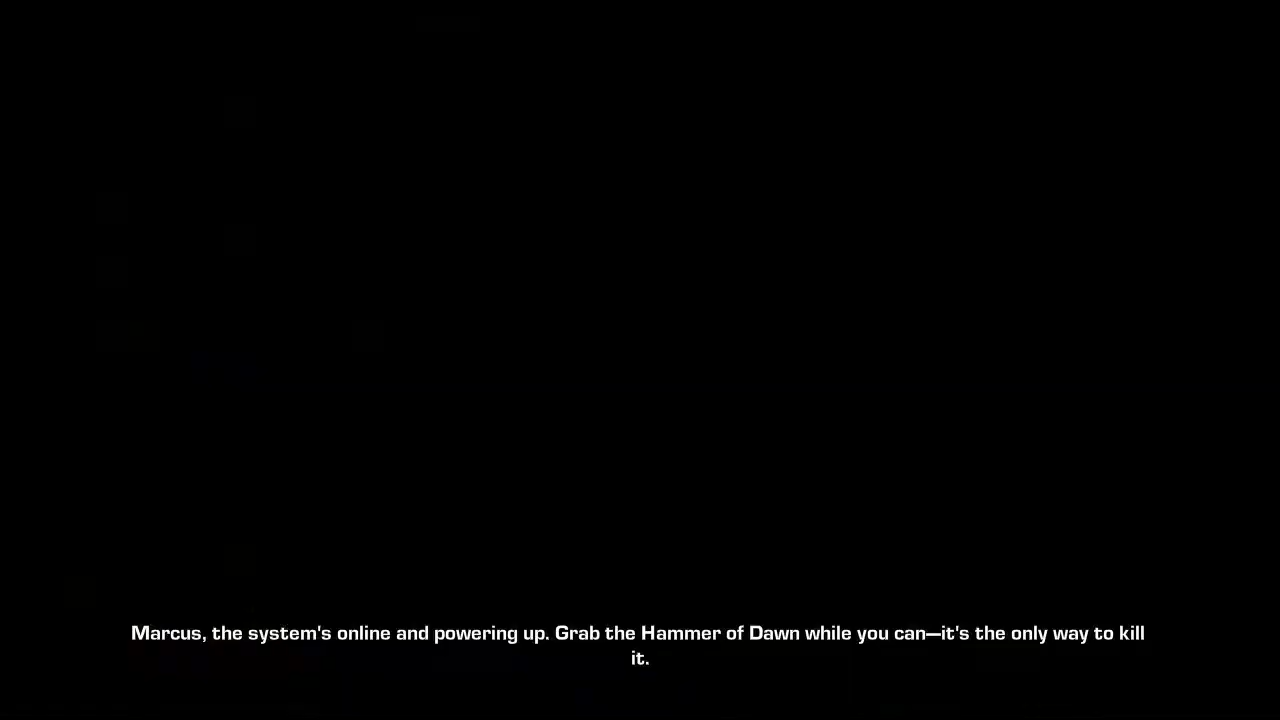 Marcus, the system's online and powering up. Grab the Hammer of Dawn while you can—it's the only way to kill
it.